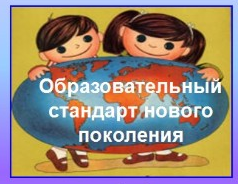 Образовательный
стандарт нового
поколения